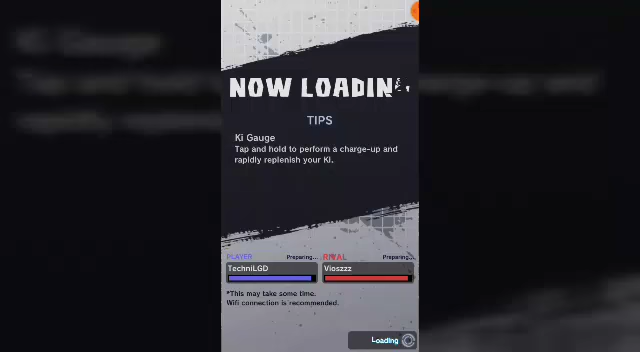 NOW LOADING
TIPS
Ki Gauge
Tap and hold to perform a charge-up and
rapidly replenish your Ki.
PLAYER Preparing... RIVAL Preparing...
TechniLGD Vioszzz
*This may take some time.
Wifi connection is recommended.
Loading